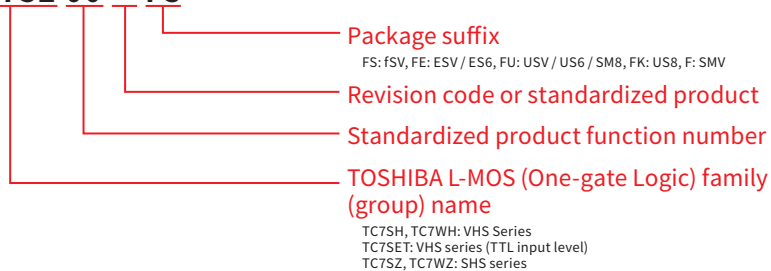 Package suffix
FS: fSV, FE: ESV / ES6, FU: USV / US6 / SM8, FK: US8, F: SMV
Revision code or standardized product
Standardized product function number
TOSHIBA L-MOS (One-gate Logic) family
(group) name
TC7SH, TC7WH: VHS Series
TC7SET: VHS series (TTL input level)
TC7SZ, TC7WZ: SHS series